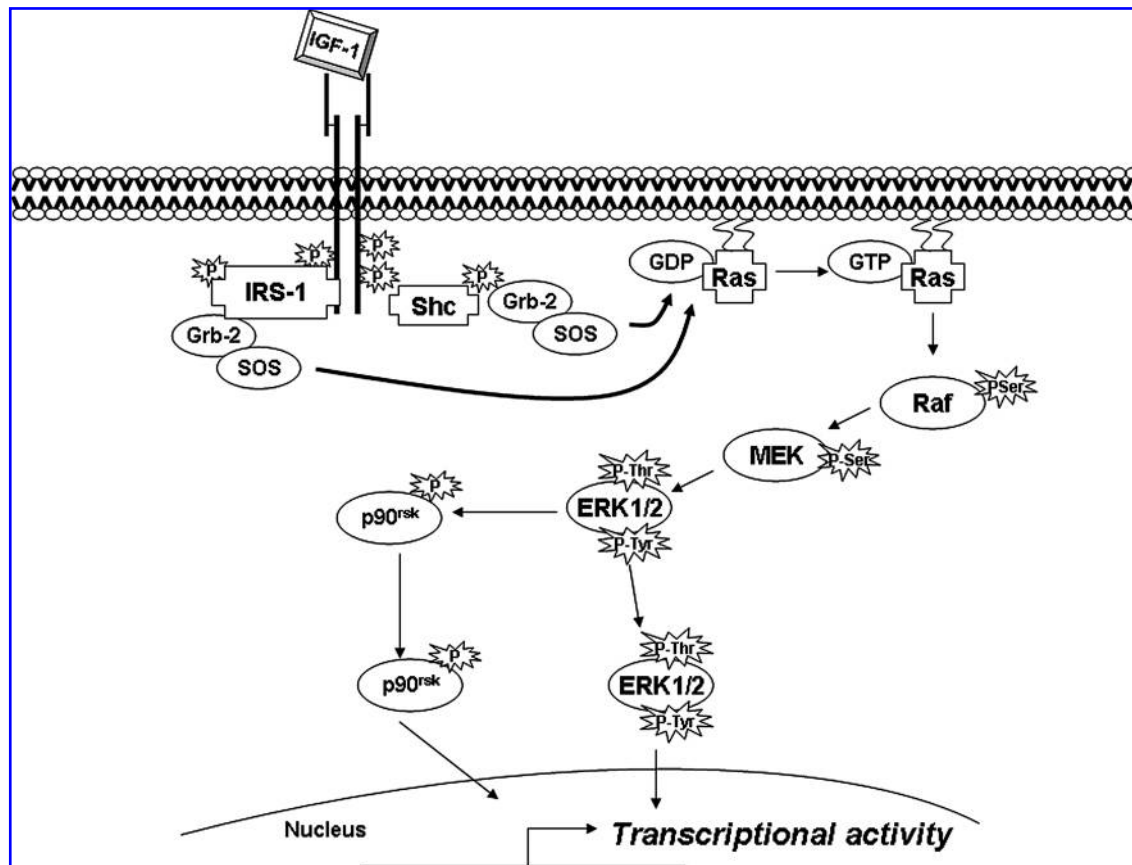 IGF-1
P
P
P
P
P
IRS-1
Shc
Grb-2
SOS
Grb-2
SOS
GDP
Ras
GTP
Ras
Raf
PSer
MEK
P-Ser
P-Thr
ERK1/2
P-Tyr
P
p90rsk
P
p90rsk
P-Thr
ERK1/2
P-Tyr
Nucleus
Transcriptional activity